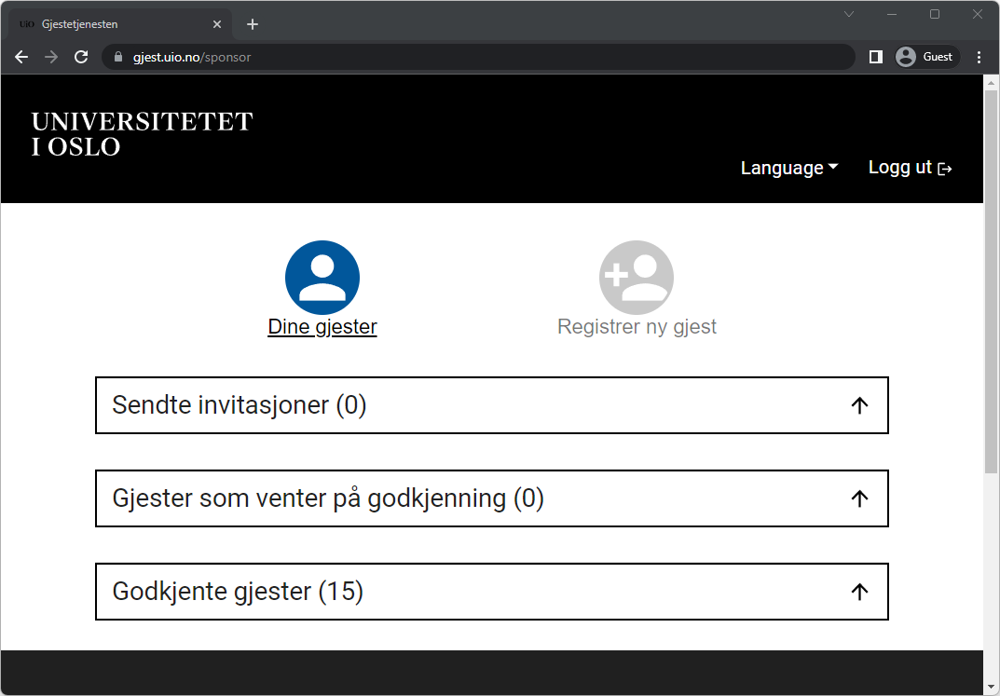 UiO Gjestetjenesten
gjest.uio.no/sponsor
Guest
UNIVERSITETET
I OSLO
Language
Logg ut
Dine gjester
Registrer ny gjest
Sendte invitasjoner (0)
Gjester som venter på godkjenning (0)
Godkjente gjester (15)